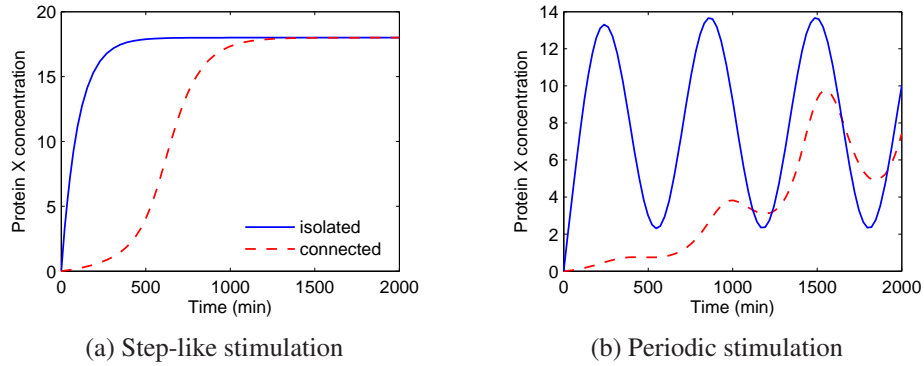 20
15
10
5
0
Protein X concentration
isolated
connected
0 500 1000 1500 2000
Time (min)
(a) Step-like stimulation
14
12
10
8
6
4
2
0
Protein X concentration
0 500 1000 1500 2000
Time (min)
(b) Periodic stimulation